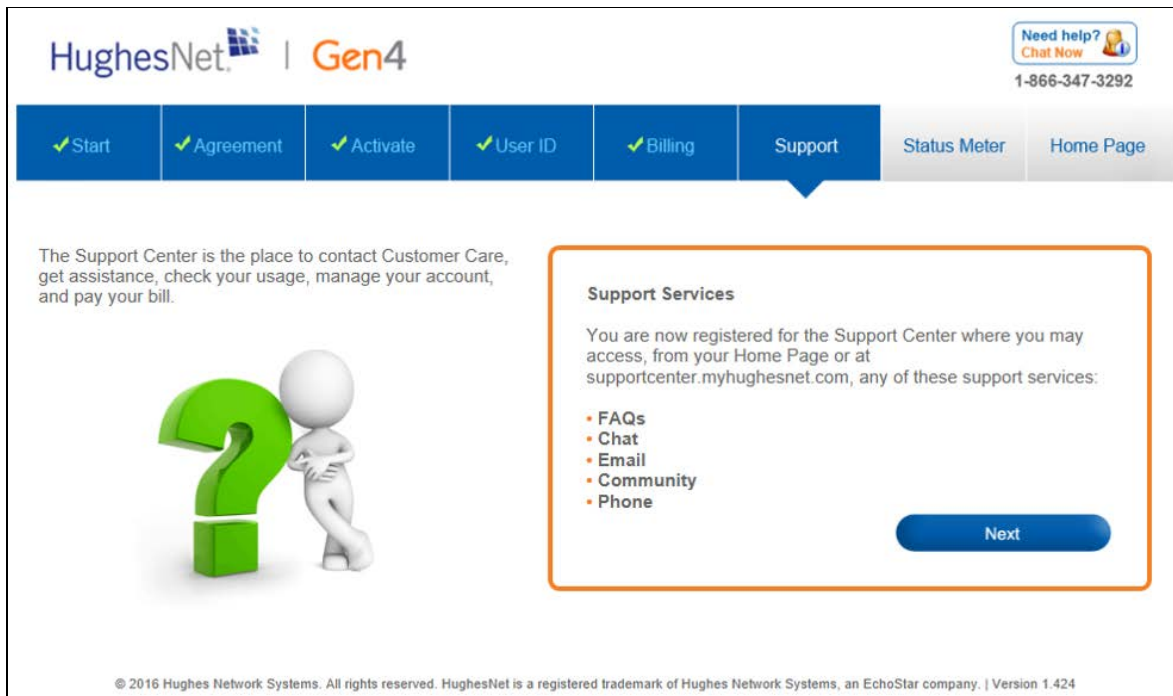 HughesNet. | Gen4
Need help?
Chat Now
1-866-347-3292
Start
Agreement
Activate
User ID
Billing
Support
Status Meter
Home Page
The Support Center is the place to contact Customer Care,
get assistance, check your usage, manage your account,
and pay your bill.
Support Services
You are now registered for the Support Center where you may
access, from your Home Page or at
supportcenter.myhughesnet.com, any of these support services:
▪ FAQs
▪ Chat
▪ Email
▪ Community
▪ Phone
Next
© 2016 Hughes Network Systems. All rights reserved. HughesNet is a registered trademark of Hughes Network Systems, an EchoStar company. | Version 1.424